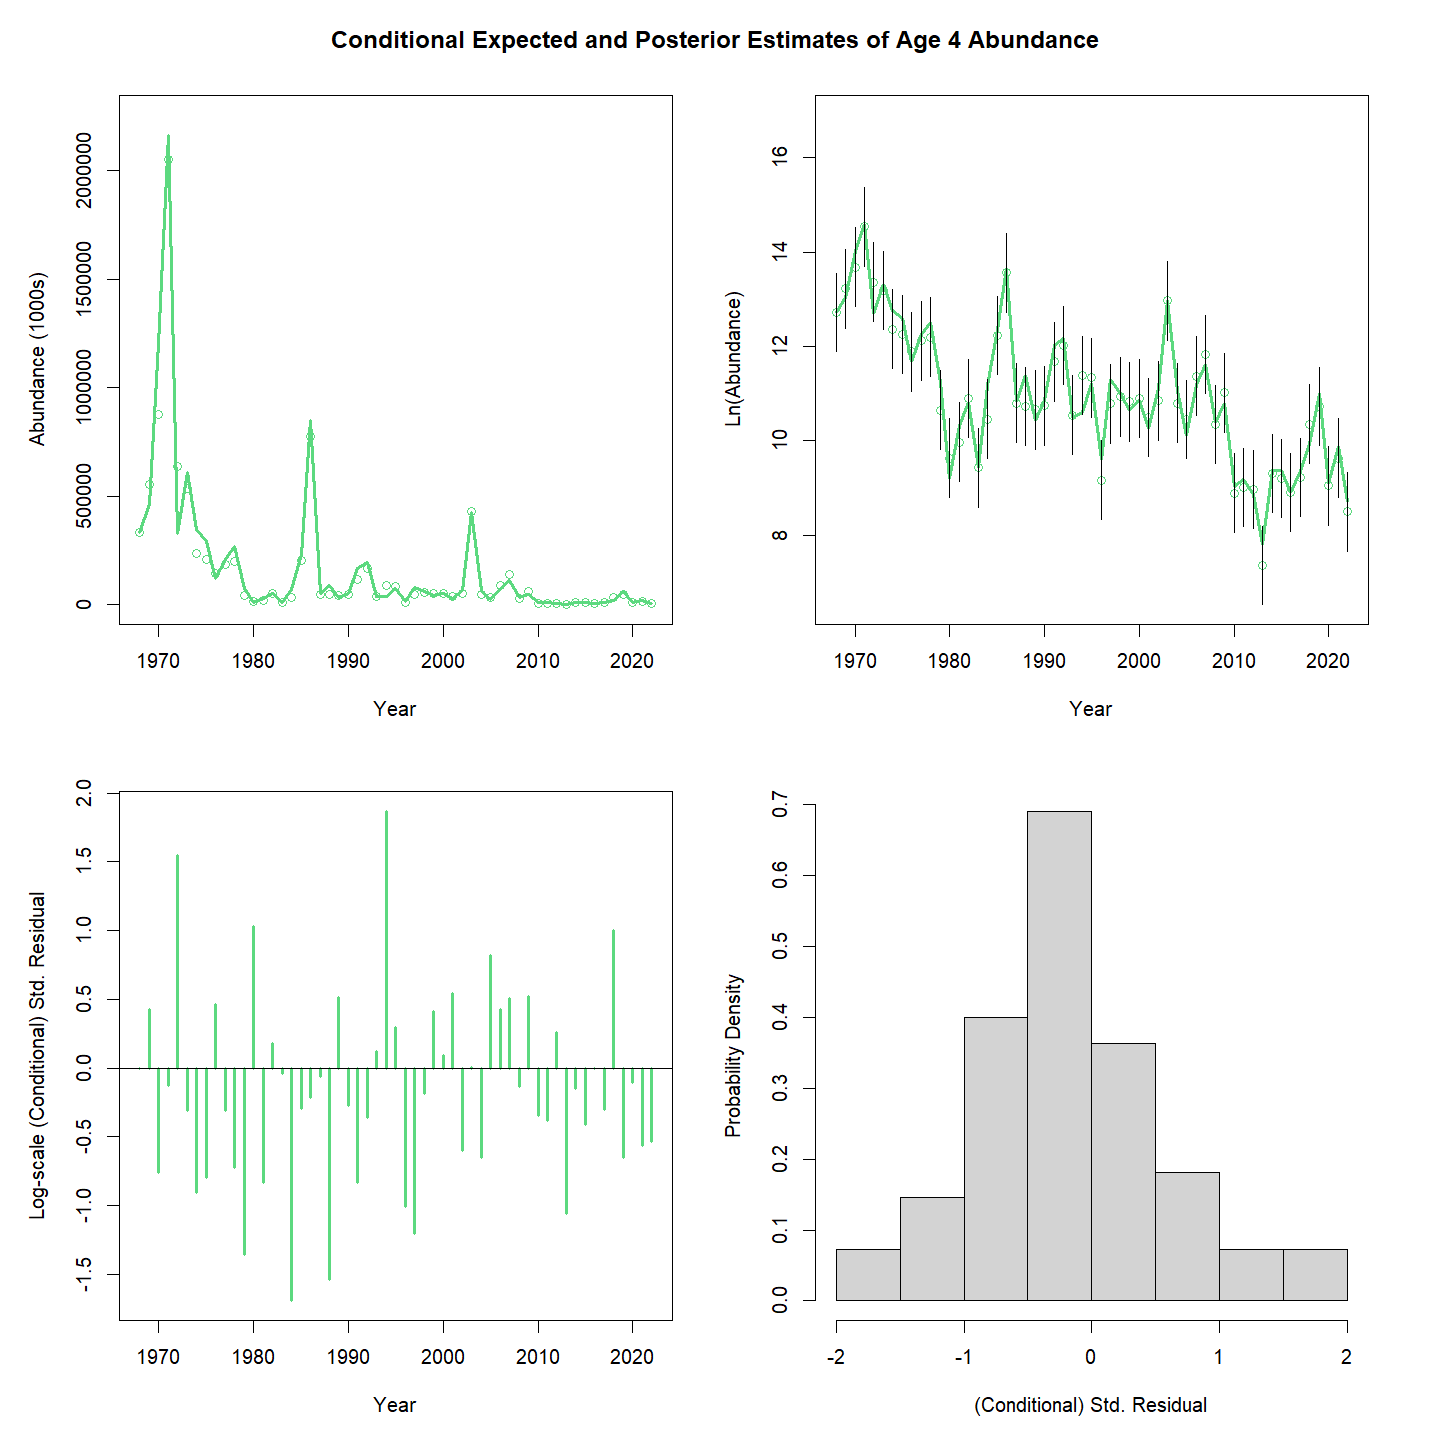 Conditional Expected and Posterior Estimates of Age 4 Abundance
Abundance (1000s)
2000000
1500000
1000000
500000
0
1970 1980 1990 2000 2010 2020
Year
Ln(Abundance)
16
14
12
10
8
1970 1980 1990 2000 2010 2020
Year
Log-scale (Conditional) Std. Residual
2.0
1.5
1.0
0.5
0.0
-0.5
-1.0
-1.5
1970 1980 1990 2000 2010 2020
Year
Probability Density
0.7
0.6
0.5
0.4
0.3
0.2
0.1
0.0
-2 -1 0 1 2
(Conditional) Std. Residual